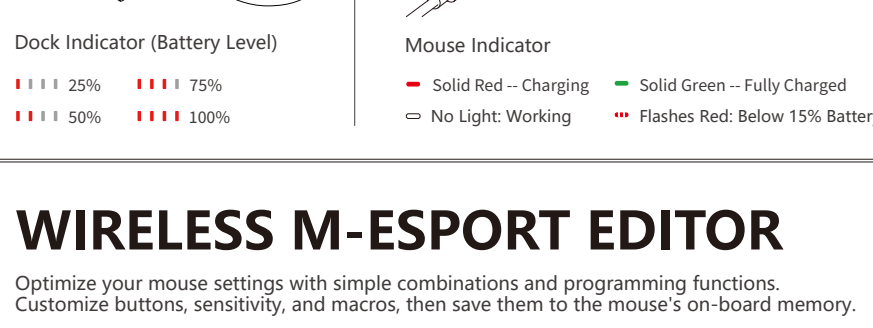 Dock Indicator (Battery Level)
25%
75%
50%
100%
Mouse Indicator
Solid Red -- Charging
Solid Green -- Fully Charged
No Light: Working
Flashes Red: Below 15% Battery
WIRELESS M-ESPORT EDITOR
Optimize your mouse settings with simple combinations and programming functions.
Customize buttons, sensitivity, and macros, then save them to the mouse's on-board memory.